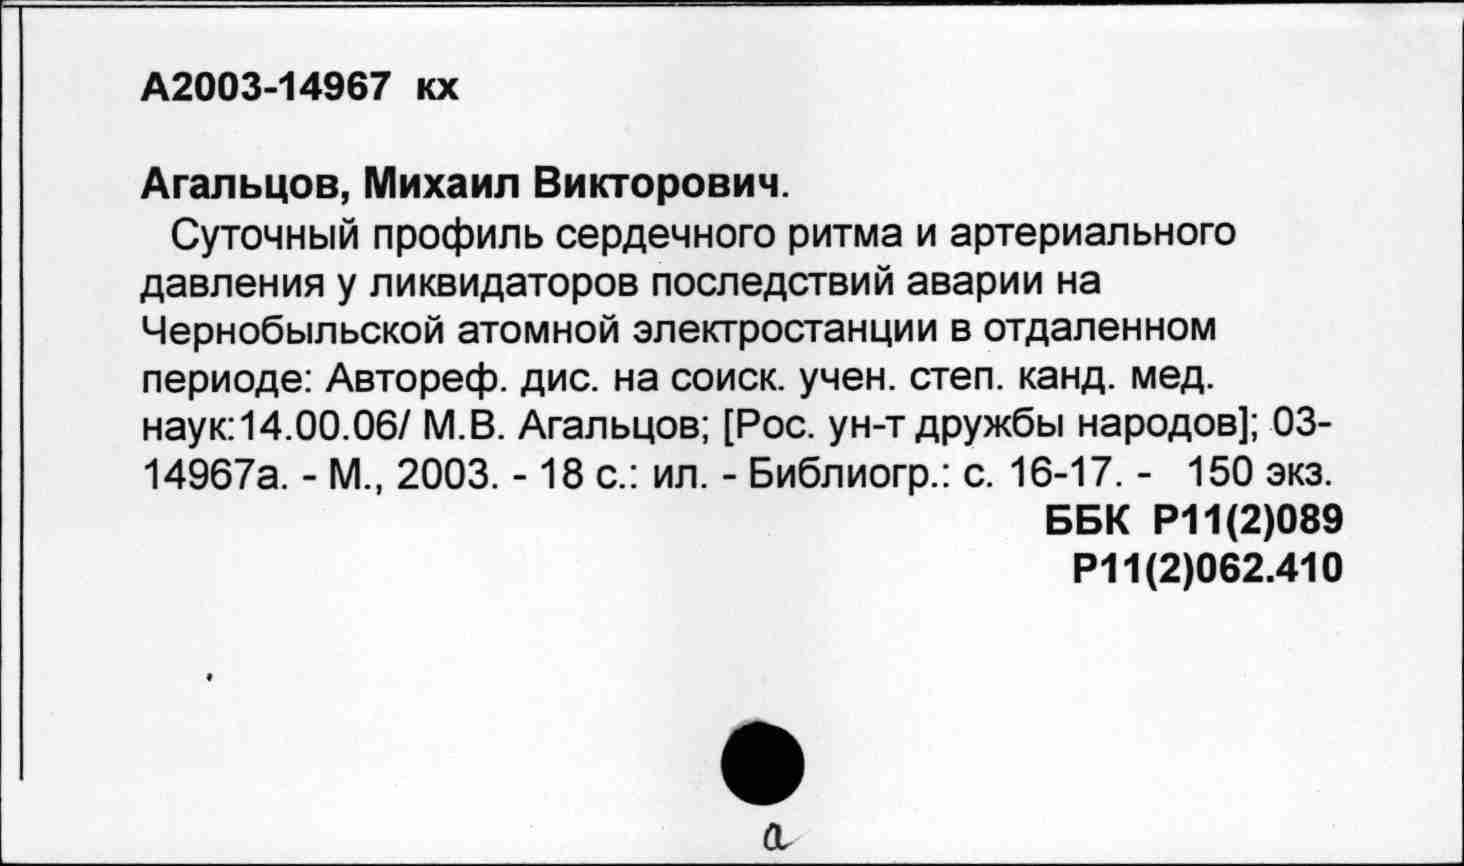 А2003-14967 кх
Агальцов, Михаил Викторович.
Суточный профиль сердечного ритма и артериального
давления у ликвидаторов последствий аварии на
Чернобыльской атомной электростанции в отдаленном
периоде: Автореф. дис. на соиск. учен. степ. канд. мед.
наук:14.00.06/ М.В. Агальцов; [Рос. ун-т дружбы народов]; 03-
14967а. - М., 2003. - 18 с.: ил. - Библиогр.: с. 16-17. - 150 экз.
ББК Р11(2)089
Р11(2)062.410
а